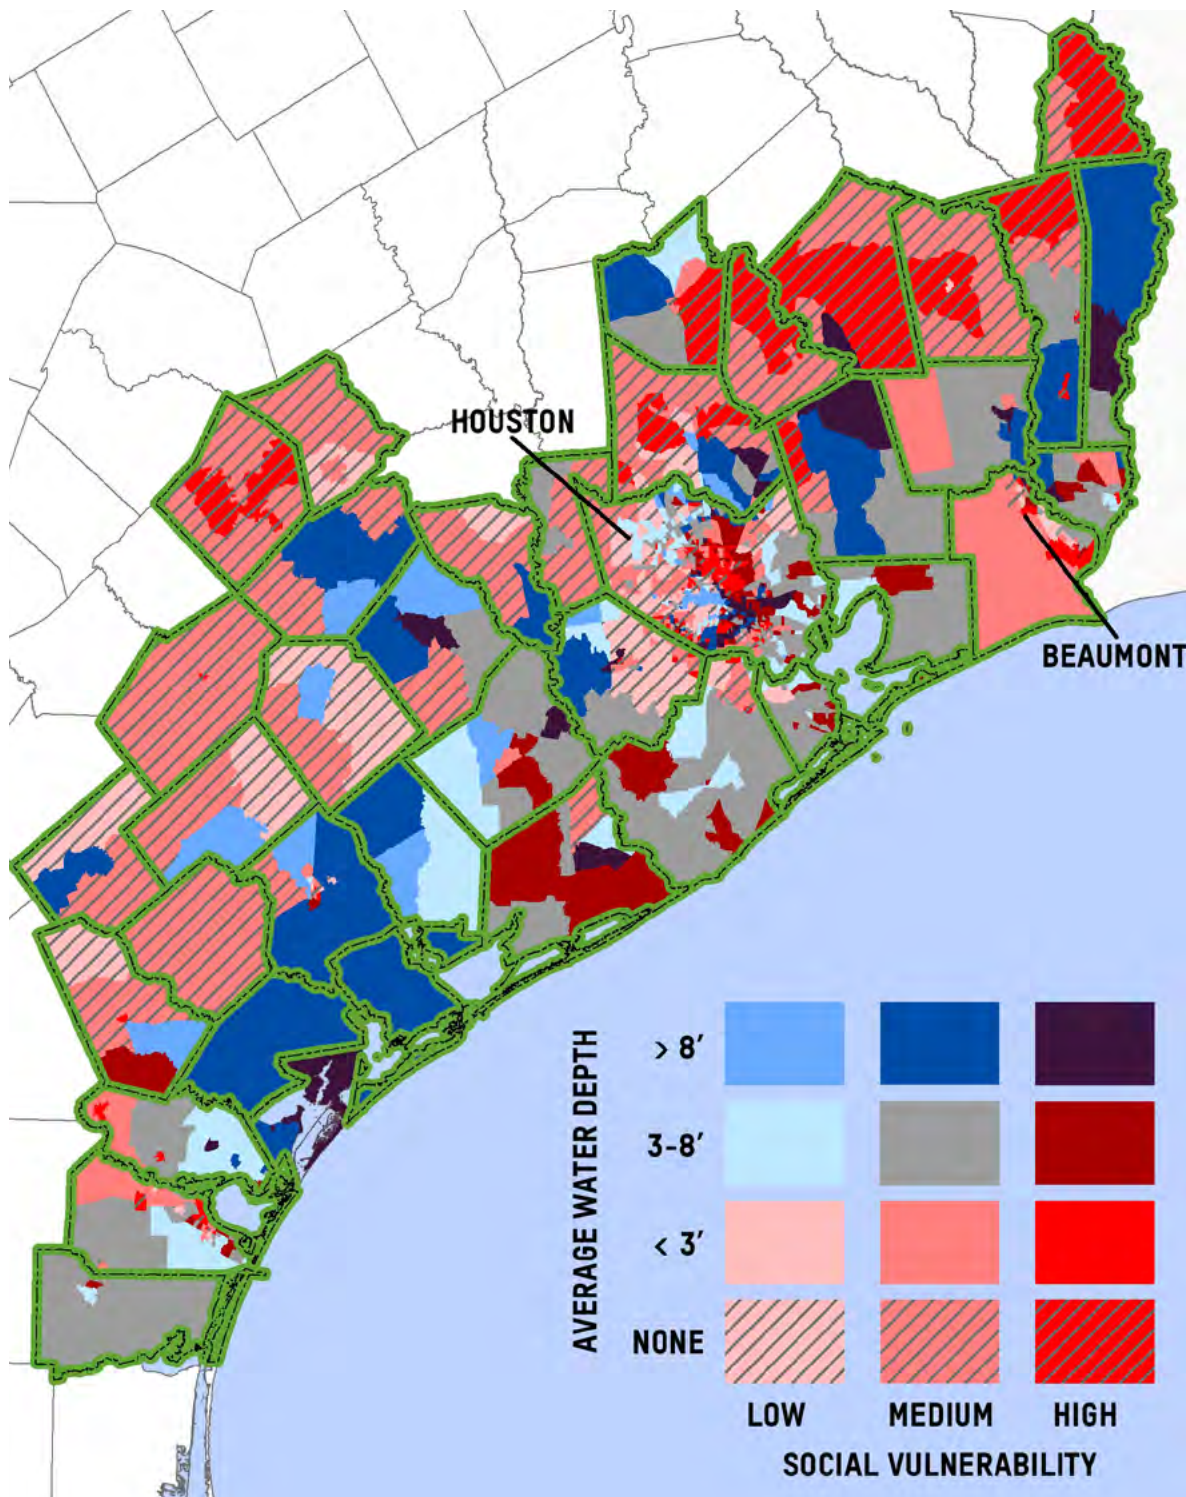 HOUSTON
BEAUMONT
AVERAGE WATER DEPTH
> 8′
3-8′
< 3′
NONE
LOW MEDIUM HIGH
SOCIAL VULNERABILITY